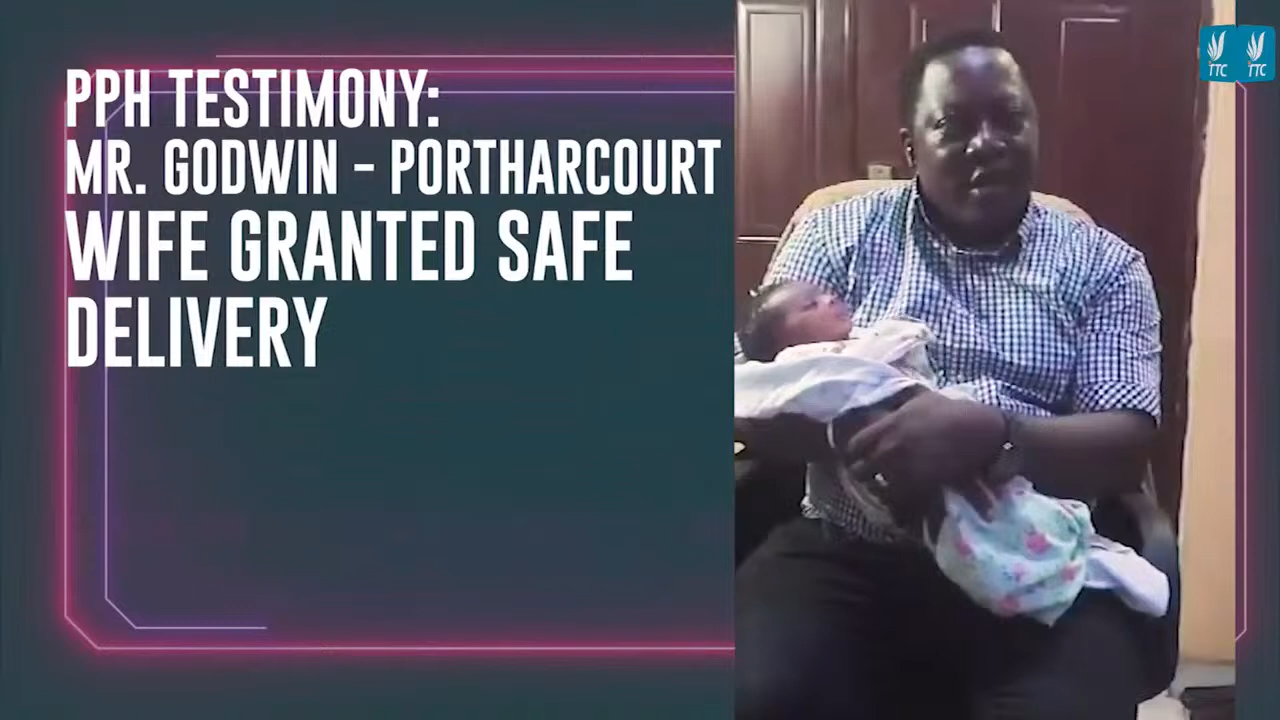 PPH TESTIMONY:
MR. GODWIN - PORTHARCOURT
WIFE GRANTED SAFE
DELIVERY
TTC TTC